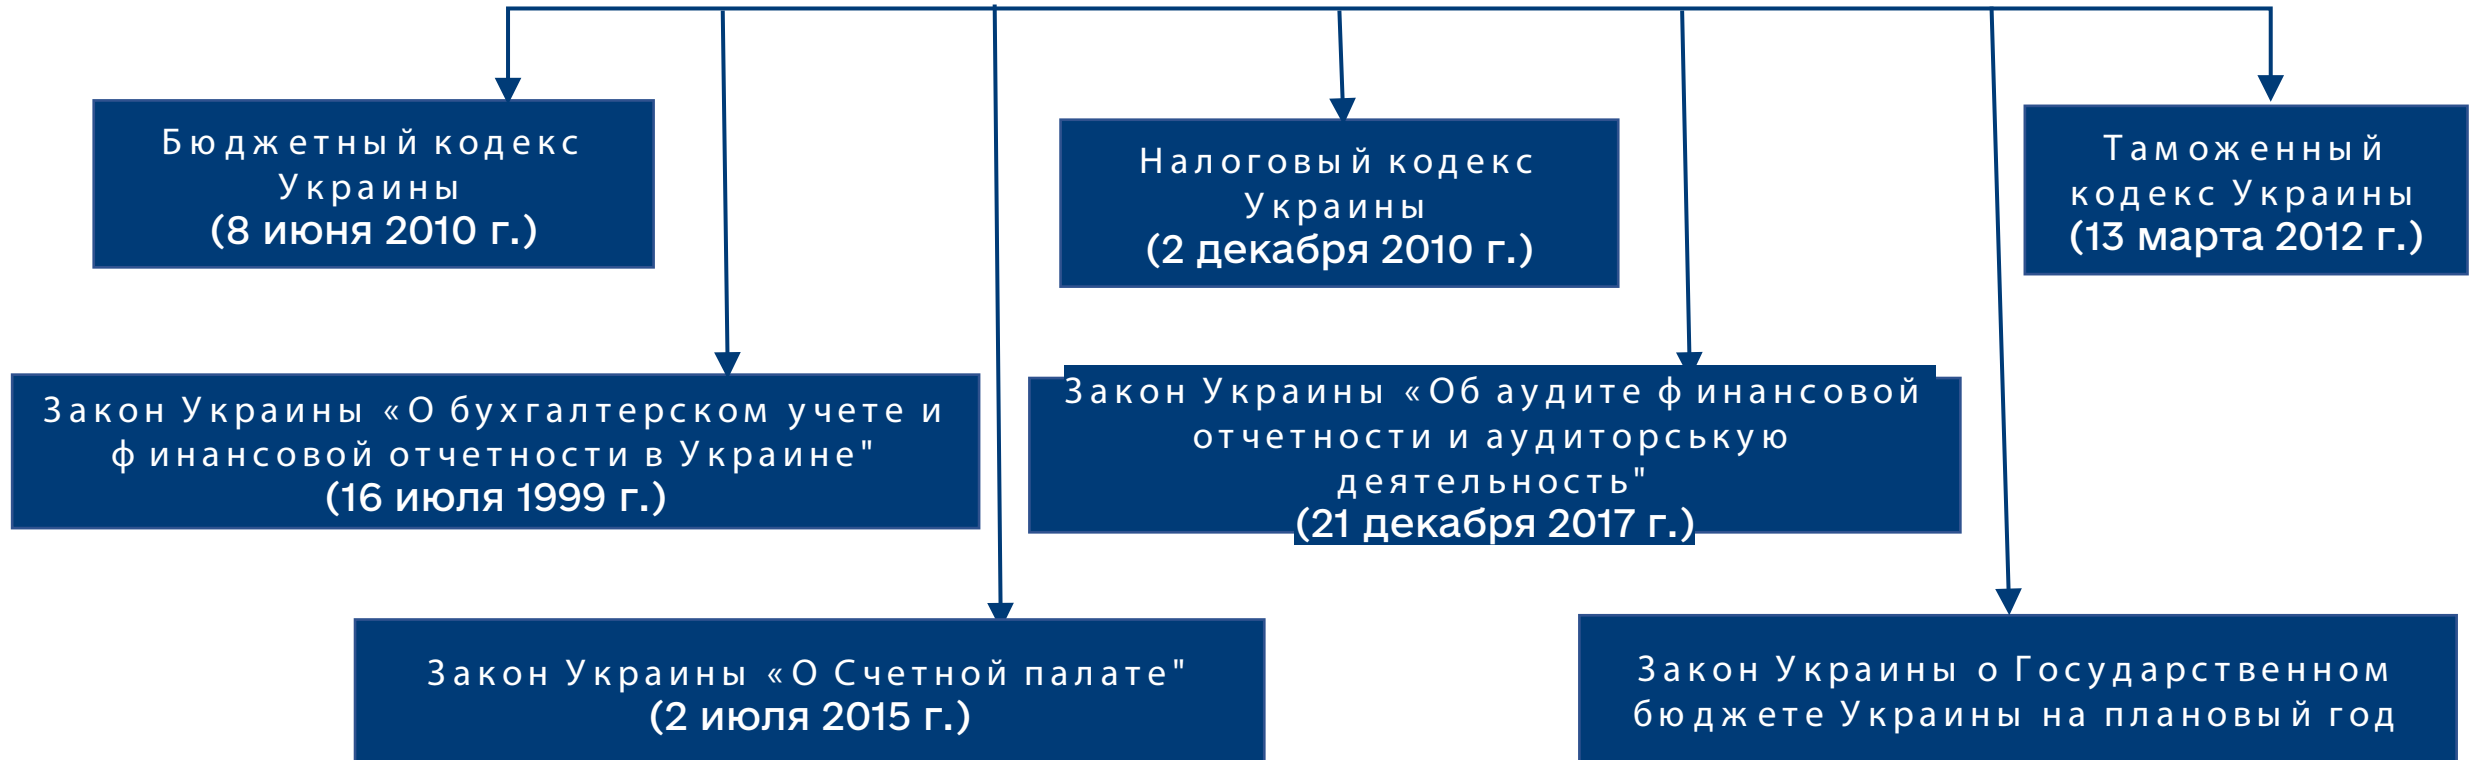 Бюджетный кодекс
Украины
(8 июня 2010 г.)
Налоговый кодекс
Украины
(2 декабря 2010 г.)
Таможенный
кодекс Украины
(13 марта 2012 г.)
Закон Украины «О бухгалтерском учете и
финансовой отчетности в Украине"
(16 июля 1999 г.)
Закон Украины «Об аудите финансовой
отчетности и аудиторською
деятельность"
(21 декабря 2017 г.)
Закон Украины «О Счетной палате"
(2 июля 2015 г.)
Закон Украины о Государственном
бюджете Украины на плановый год